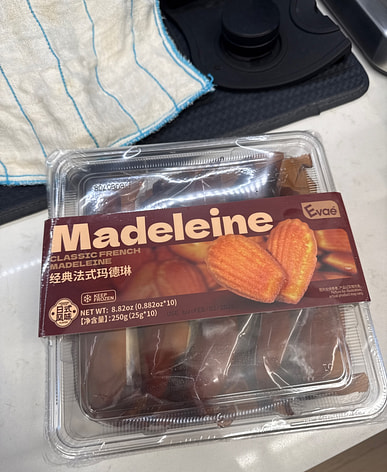 Evaé
Madeleine
CLASSIC FRENCH
MADELEINE
经典法式玛德琳
KEEP
FROZEN
NET WT: 8.82oz (0.882oz*10)
【净含量】: 250g (25g*10)